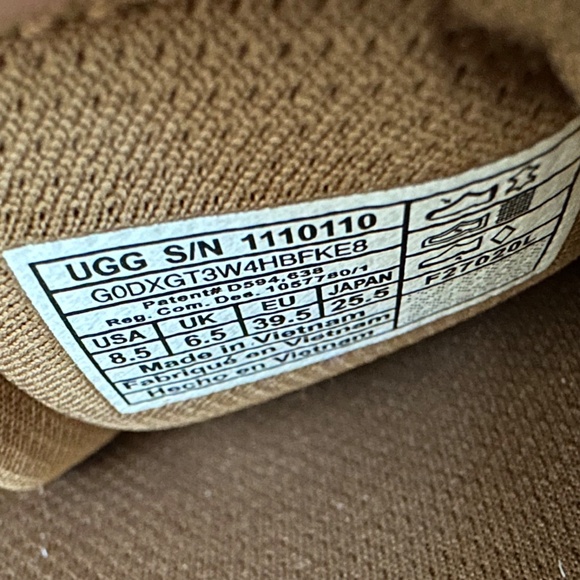 UGG S/N 1110110
G0DXGT3W4HBFKE8
Patent# D594,638
Reg. Com. Des. 1057780/1
USA UK EU JAPAN
8.5 6.5 39.5 25.5
Made in Vietnam
Fabriqué en Vietnam
Hecho en Vietnam
F27020L